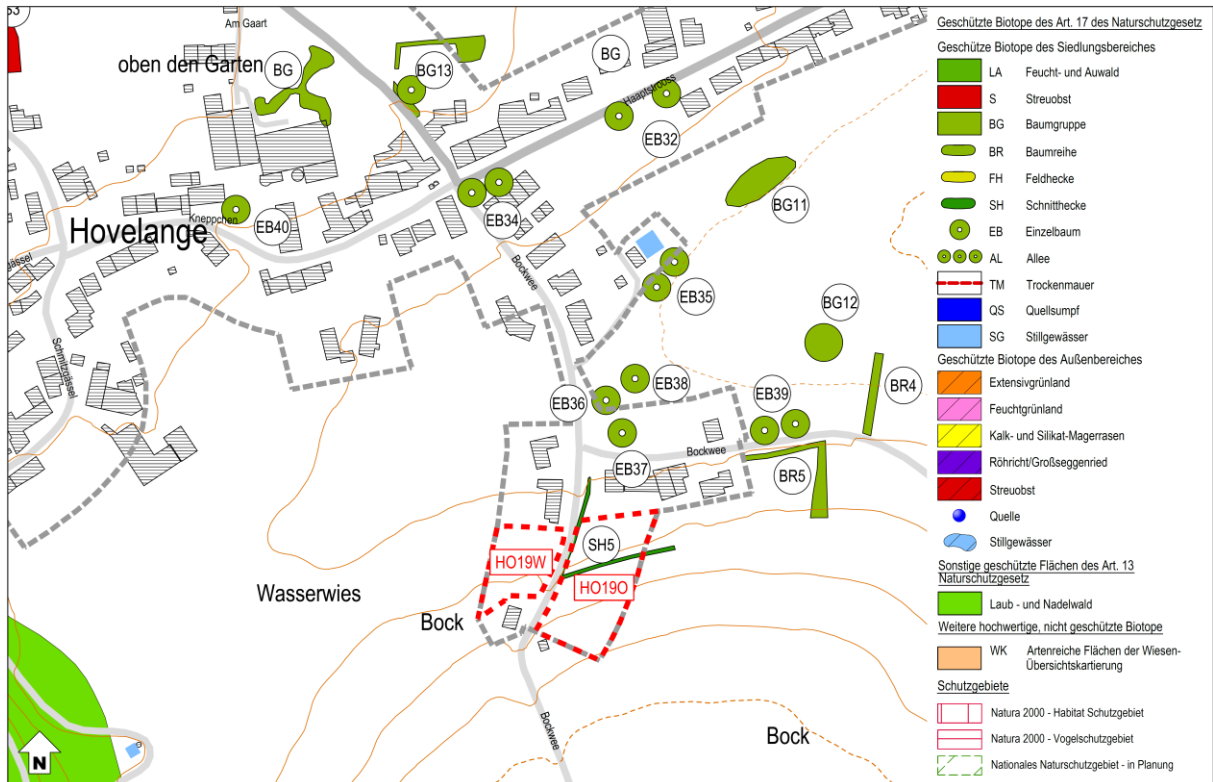 53
Am Gaart
oben den Garten
BG
BG13
BG
Haaptstrooss
EB32
BG11
Kneppchen
EB40
EB34
Hovelange
gässel
Bockwee
EB35
BG12
Schmitzgässel
EB36
EB38
EB39
BR4
Bockwee
EB37
BR5
SH5
HO19W
HO19O
Wasserwies
Bock
Bockwee
Bock
N
Geschützte Biotope des Art. 17 des Naturschutzgesetz
Geschütze Biotope des Siedlungsbereiches
LA Feucht- und Auwald
S Streuobst
BG Baumgruppe
BR Baumreihe
FH Feldhecke
SH Schnitthecke
EB Einzelbaum
AL Allee
TM Trockenmauer
QS Quellsumpf
SG Stillgewässer
Geschützte Biotope des Außenbereiches
Extensivgrünland
Feuchtgrünland
Kalk- und Silikat-Magerrasen
Röhricht/Großseggenried
Streuobst
Quelle
Stillgewässer
Sonstige geschützte Flächen des Art. 13
Naturschutzgesetz
Laub - und Nadelwald
Weitere hochwertige, nicht geschützte Biotope
WK Artenreiche Flächen der Wiesen-
Übersichtskartierung
Schutzgebiete
Natura 2000 - Habitat Schutzgebiet
Natura 2000 - Vogelschutzgebiet
Nationales Naturschutzgebiet - in Planung